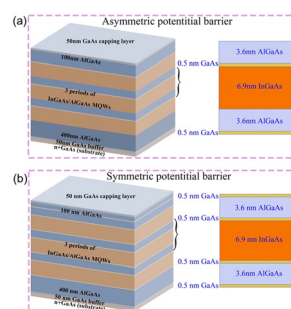 (a)
Asymmetric potentitial barrier
50nm GaAs capping layer
100nm AlGaAs
3 periods of
InGaAs/AlGaAs MQWs
400nm AlGaAs
50nm GaAs buffer
n+GaAs (substrate)
0.5 nm GaAs
0.5 nm GaAs
3.6nm AlGaAs
6.9nm InGaAs
3.6nm AlGaAs
(b)
Symmetric potentitial barrier
50 nm GaAs capping layer
100 nm AlGaAs
3 periods of
InGaAs/AlGaAs MQWs
400 nm AlGaAs
50 nm GaAs buffer
n+GaAs (substrate)
0.5 nm GaAs
0.5 nm GaAs
0.5 nm GaAs
0.5 nm GaAs
3.6 nm AlGaAs
6.9 nm InGaAs
3.6nm AlGaAs